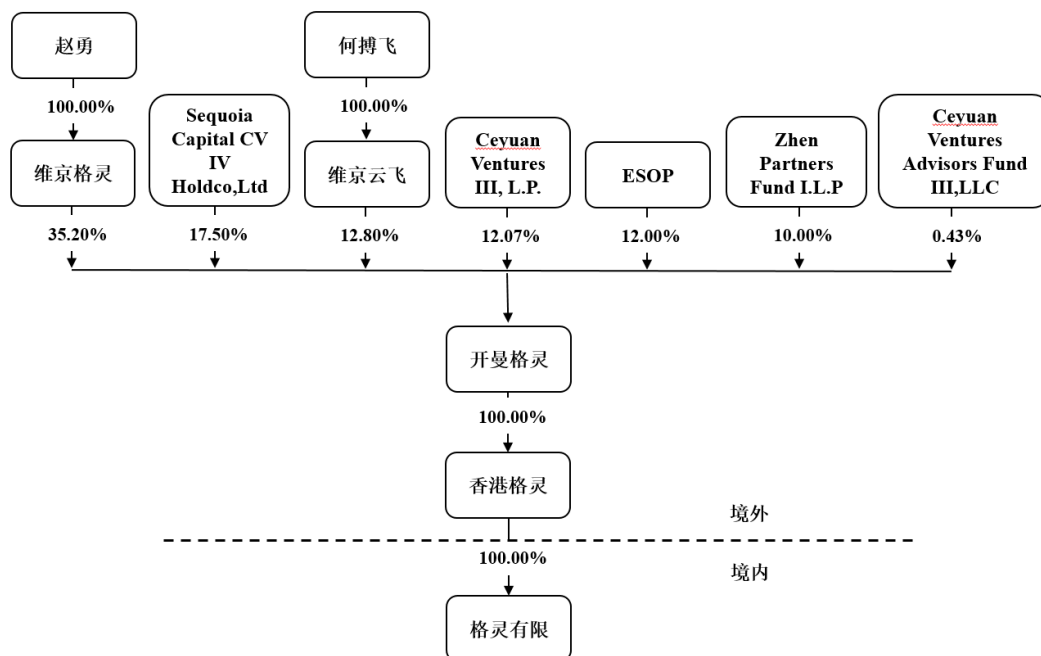 赵勇
何搏飞
100.00%
100.00%
维京格灵
Sequoia
Capital CV
IV
Holdco,Ltd
维京云飞
Ceyuan
Ventures
III, L.P.
ESOP
Zhen
Partners
Fund I.L.P
Ceyuan
Ventures
Advisors Fund
III,LLC
35.20%
17.50%
12.80%
12.07%
12.00%
10.00%
0.43%
开曼格灵
100.00%
香港格灵
境外
100.00%
境内
格灵有限